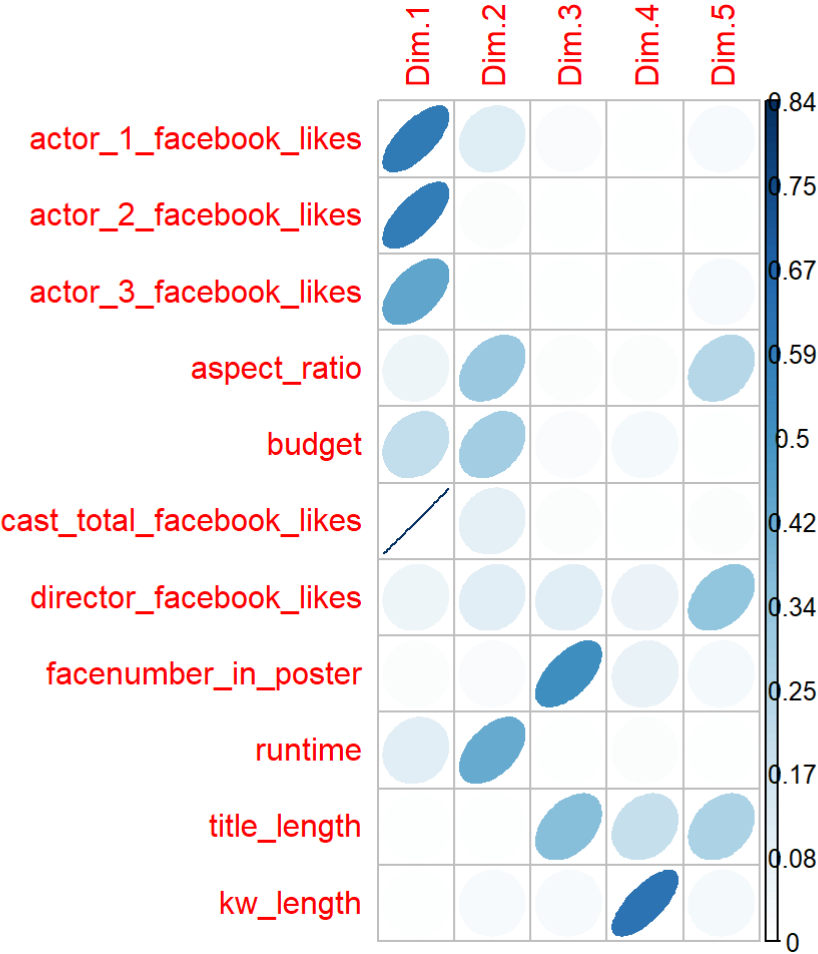 Dim.1 Dim.2 Dim.3 Dim.4 Dim.5
actor_1_facebook_likes
actor_2_facebook_likes
actor_3_facebook_likes
aspect_ratio
budget
cast_total_facebook_likes
director_facebook_likes
facenumber_in_poster
runtime
title_length
kw_length
0.84
0.75
0.67
0.59
0.5
0.42
0.34
0.25
0.17
0.08
0